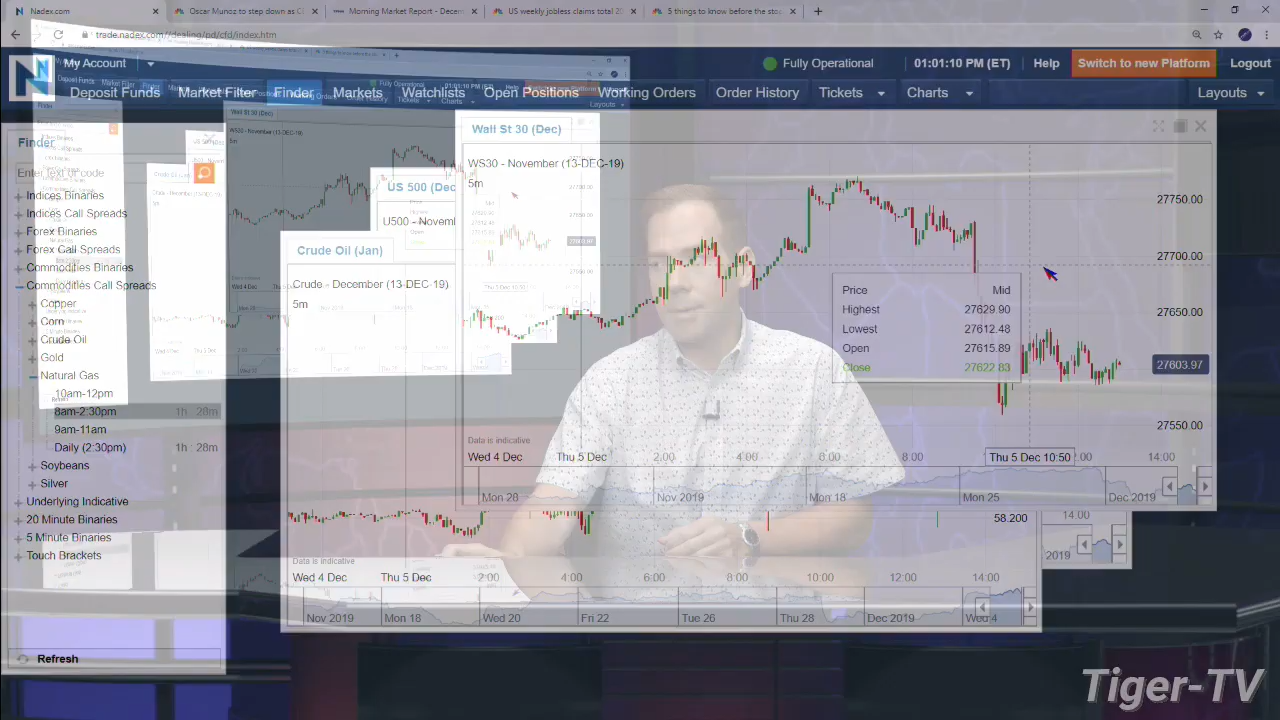 Nadex.com
Oscar Munoz to step down as C
Morning Market Report - Decem
US weekly jobless claims total 20
5 things to know before the sto
trade.nadex.com//dealing/pd/cfd/index.htm
My Account
Fully Operational
01:01:10 PM (ET)
Help
Switch to new Platform
Logout
Deposit Funds
Market Filter
Finder
Markets
Watchlists
Open Positions
Working Orders
Order History
Tickets
Charts
Layouts
Finder
Enter text or code
Indices Binaries
Indices Call Spreads
Forex Binaries
Forex Call Spreads
Commodities Binaries
Commodities Call Spreads
Copper
Corn
Crude Oil
Gold
Natural Gas
10am-12pm
8am-2:30pm 1h : 28m
9am-11am
Daily (2:30pm) 1h : 28m
Soybeans
Silver
Underlying Indicative
20 Minute Binaries
5 Minute Binaries
Touch Brackets
Refresh
Wall St 30 (Dec)
WS30 - November (13-DEC-19)
5m
27750.00
27700.00
27650.00
27603.97
27550.00
Price Mid
Highest 27629.90
Lowest 27612.48
Open 27615.89
Close 27622.83
Data is indicative
Wed 4 Dec Thu 5 Dec 2:00 4:00 6:00 8:00 Thu 5 Dec 10:50 14:00
Mon 28 Nov 2019 Mon 18 Mon 25 Dec 2019
US 500 (Dec
U500 - Novem
14:00
2019
Crude Oil (Jan)
Crude - December (13-DEC-19)
5m
58.200
Data is indicative
Wed 4 Dec Thu 5 Dec 2:00 4:00 6:00 8:00 10:00 12:00 14:00
Nov 2019 Mon 18 Wed 20 Fri 22 Tue 26 Thu 28 Dec 2019 Wed 4
Tiger-TV